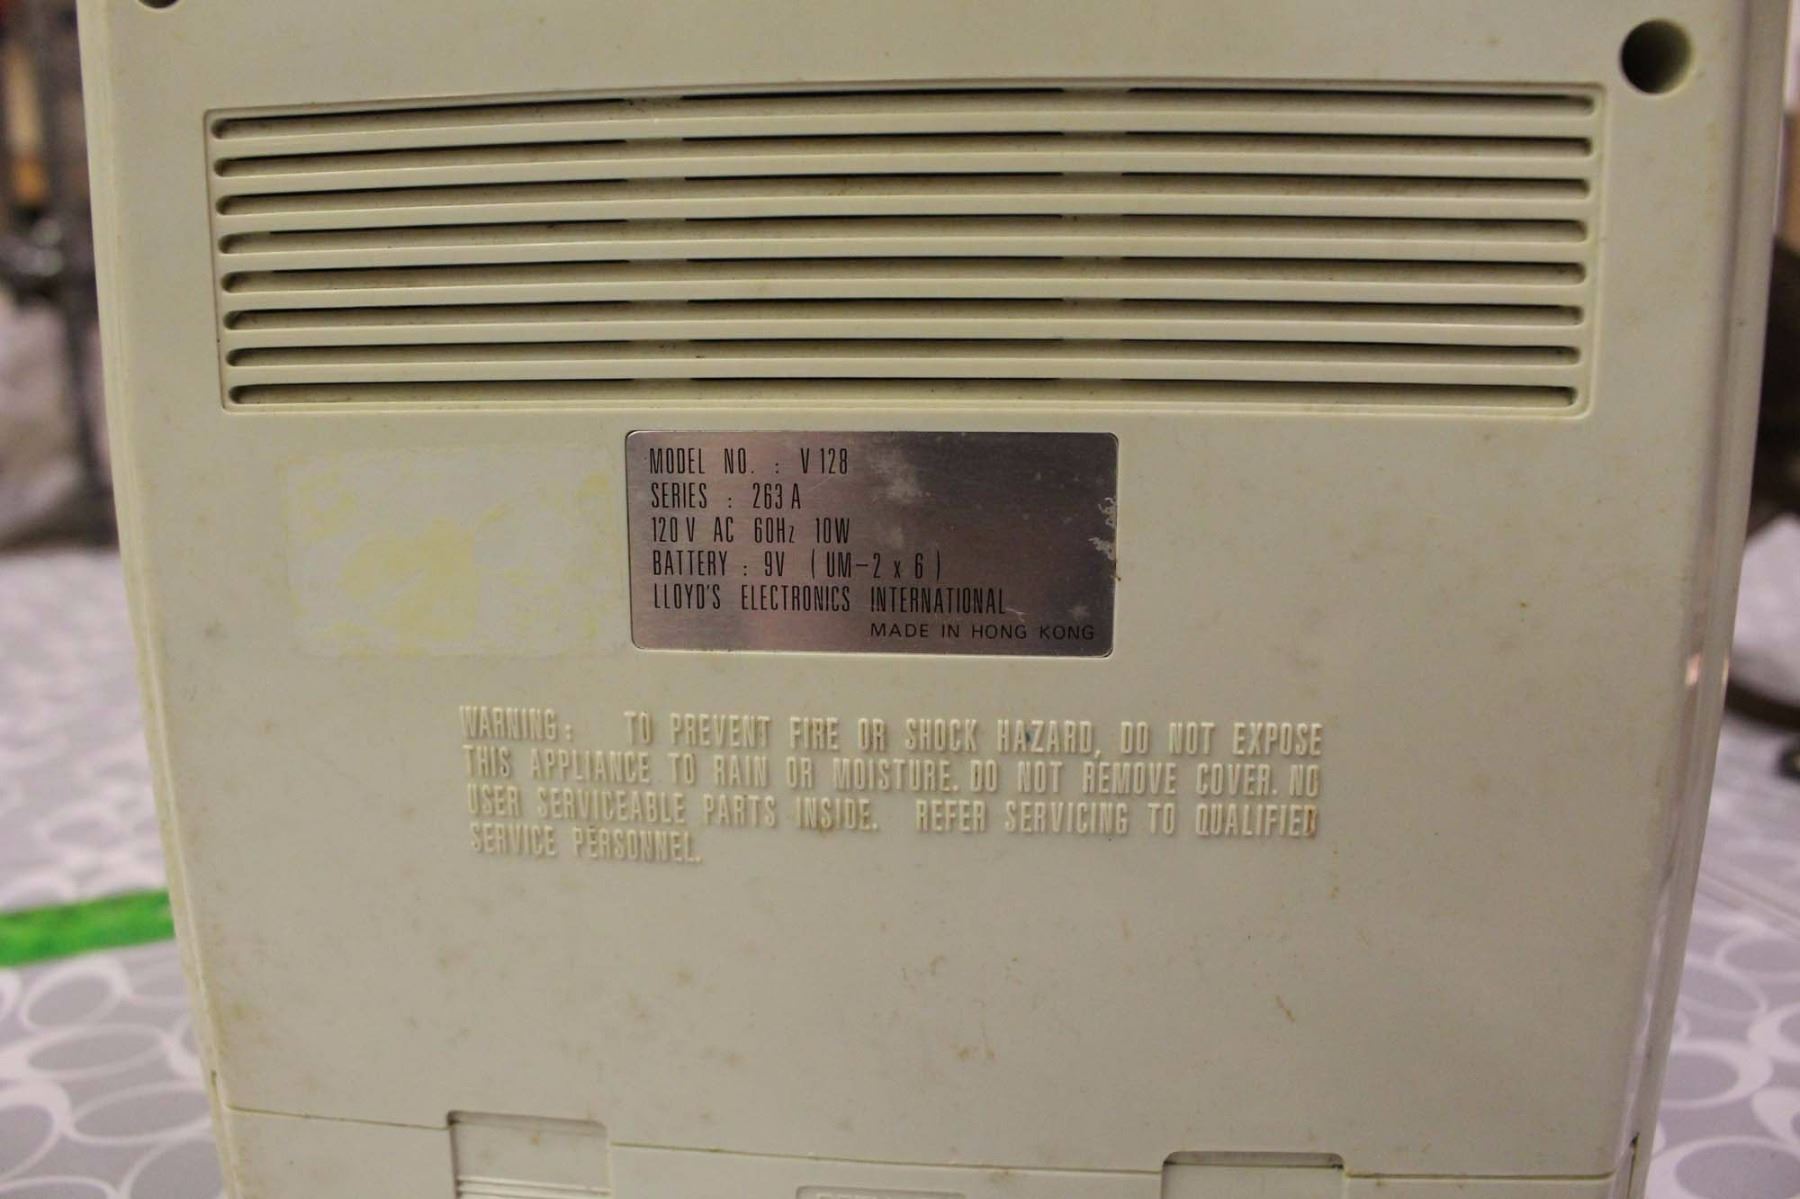 MODEL NO. : V 128
SERIES : 263 A
120 V AC 60Hz 10W
BATTERY : 9V ( UM-2 x 6 )
LLOYD'S ELECTRONICS INTERNATIONAL
MADE IN HONG KONG
WARNING: TO PREVENT FIRE OR SHOCK HAZARD, DO NOT EXPOSE
THIS APPLIANCE TO RAIN OR MOISTURE. DO NOT REMOVE COVER. NO
USER SERVICEABLE PARTS INSIDE. REFER SERVICING TO QUALIFIED
SERVICE PERSONNEL.